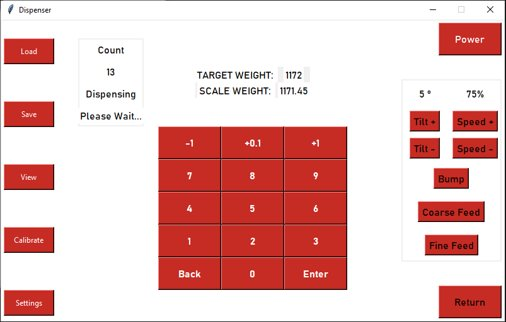 Dispenser
Power
Load
Save
View
Calibrate
Settings
Count
13
Dispensing
Please Wait...
TARGET WEIGHT: 1172
SCALE WEIGHT: 1171.45
-1 +0.1 +1
7 8 9
4 5 6
1 2 3
Back 0 Enter
5 ° 75%
Tilt + Speed +
Tilt - Speed -
Bump
Coarse Feed
Fine Feed
Return